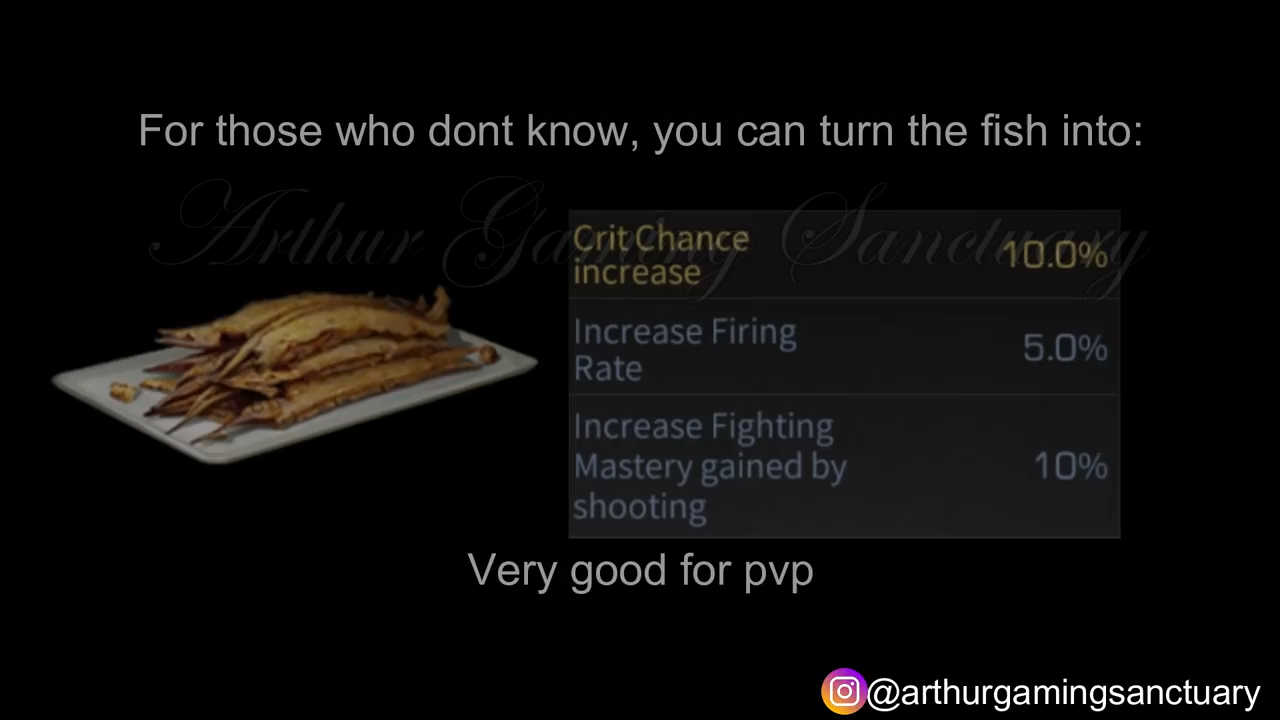 For those who dont know, you can turn the fish into:
Arthur Gaming Sanctuary
Crit Chance
increase
10.0%
Increase Firing
Rate
5.0%
Increase Fighting
Mastery gained by
shooting
10%
Very good for pvp
@arthurgamingsanctuary